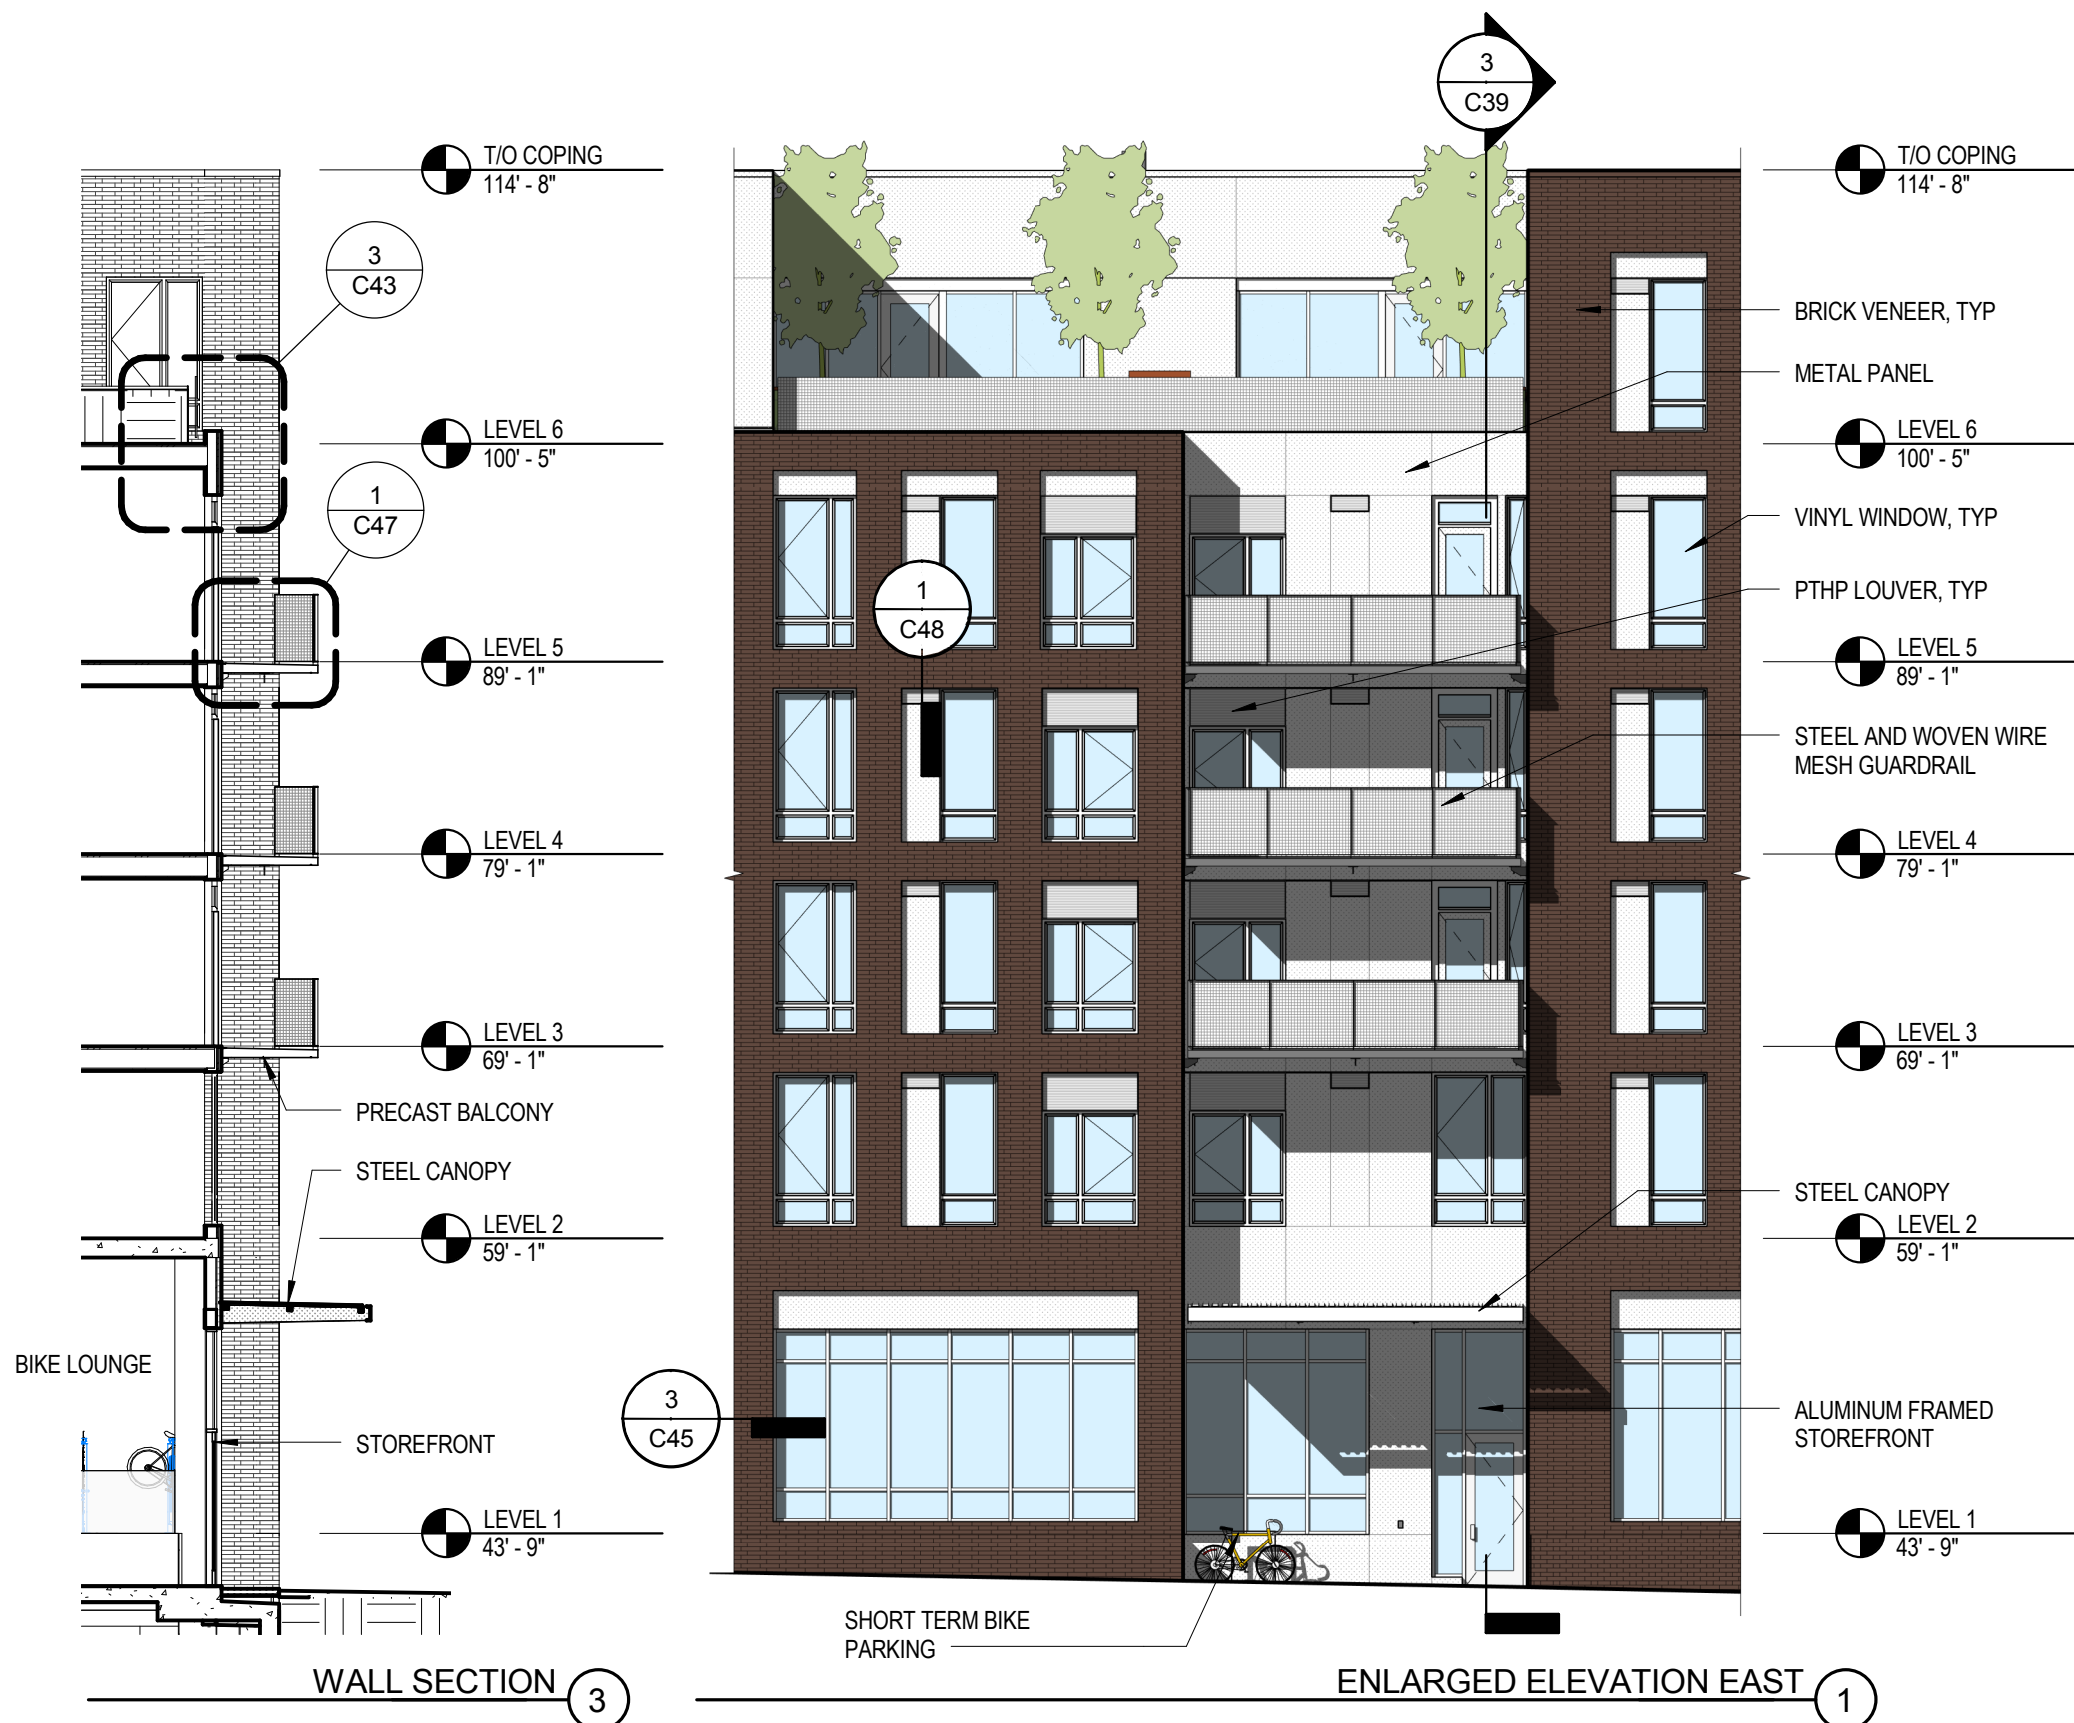 3
C39
T/O COPING
114' - 8"
T/O COPING
114' - 8"
3
C43
BRICK VENEER, TYP
METAL PANEL
LEVEL 6
100' - 5"
LEVEL 6
100' - 5"
1
C47
VINYL WINDOW, TYP
1
C48
PTHP LOUVER, TYP
LEVEL 5
89' - 1"
LEVEL 5
89' - 1"
STEEL AND WOVEN WIRE
MESH GUARDRAIL
LEVEL 4
79' - 1"
LEVEL 4
79' - 1"
LEVEL 3
69' - 1"
LEVEL 3
69' - 1"
PRECAST BALCONY
STEEL CANOPY
STEEL CANOPY
LEVEL 2
59' - 1"
LEVEL 2
59' - 1"
BIKE LOUNGE
3
C45
STOREFRONT
ALUMINUM FRAMED
STOREFRONT
LEVEL 1
43' - 9"
LEVEL 1
43' - 9"
SHORT TERM BIKE
PARKING
WALL SECTION 3
ENLARGED ELEVATION EAST 1